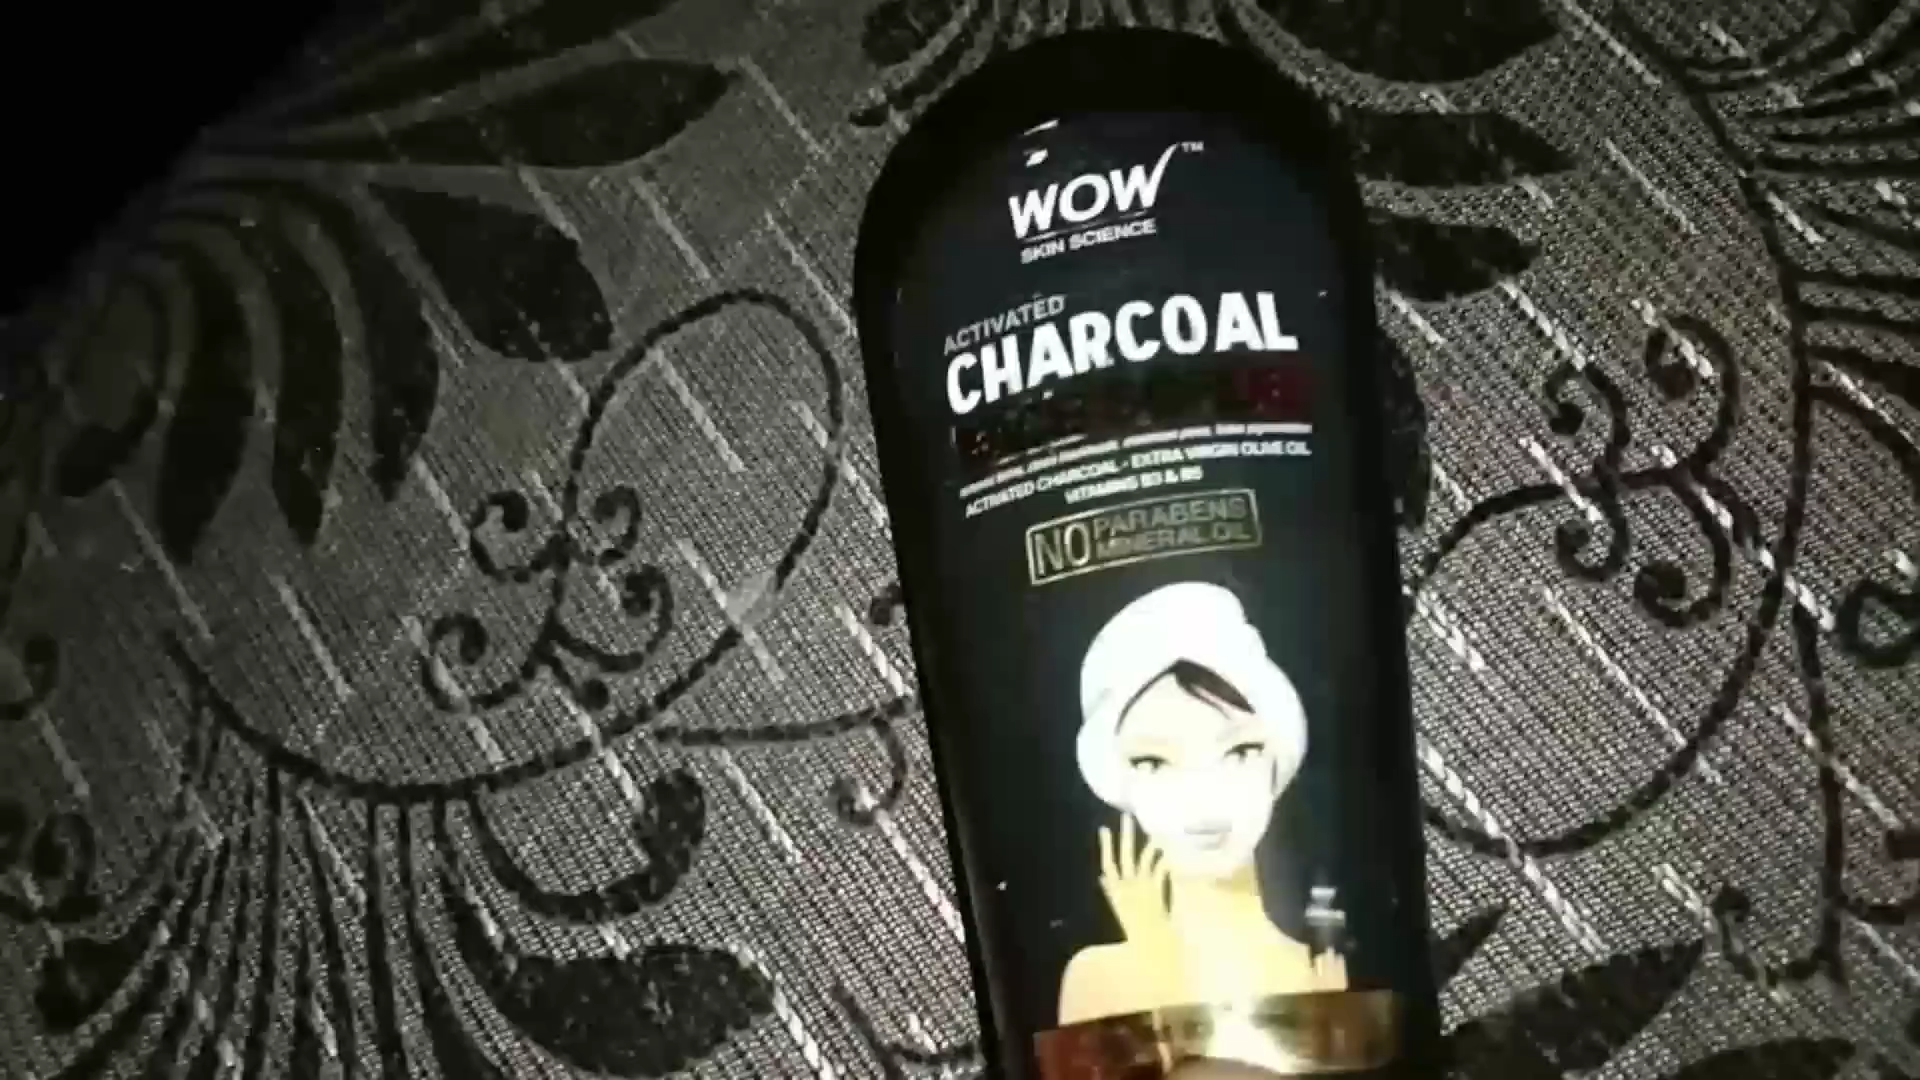 WOW™
SKIN SCIENCE
ACTIVATED
CHARCOAL
ACTIVATED CHARCOAL - EXTRA VIRGIN OLIVE OIL
VITAMINS B3 & B5
NO PARABENS
MINERAL OIL